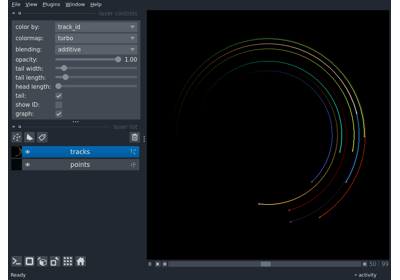 File View Plugins Window Help
layer controls
color by: track_id
colormap: turbo
blending: additive
opacity: 1.00
tail width:
tail length:
head length:
tail:
show ID:
graph:
layer list
tracks
points
Ready
50 99
activity